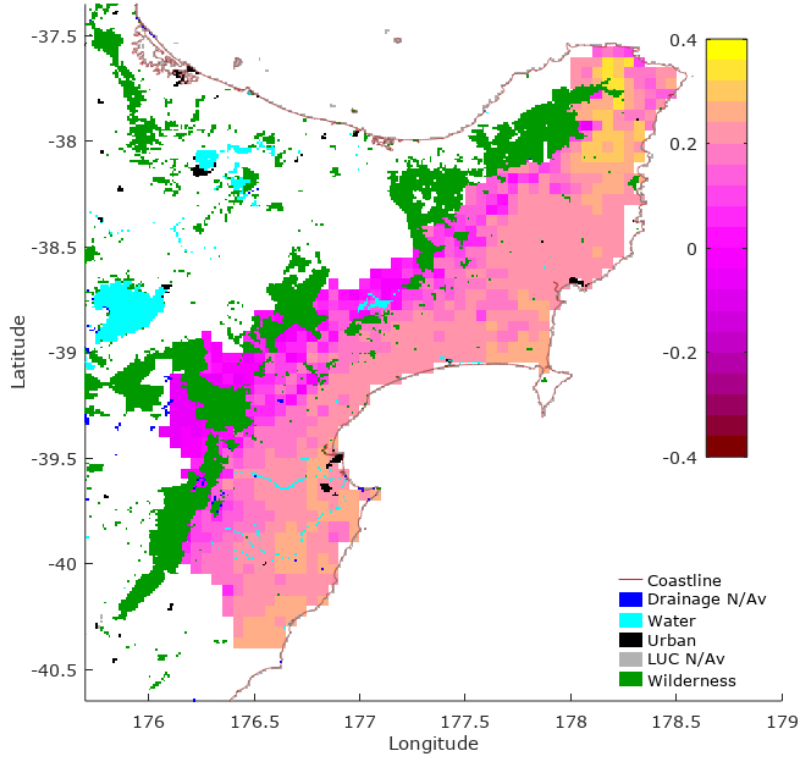 -37.5
-38
-38.5
-39
-39.5
-40
-40.5
Latitude
176
176.5
177
177.5
178
178.5
179
Longitude
0.4
0.2
0
-0.2
-0.4
Coastline
Drainage N/Av
Water
Urban
LUC N/Av
Wilderness